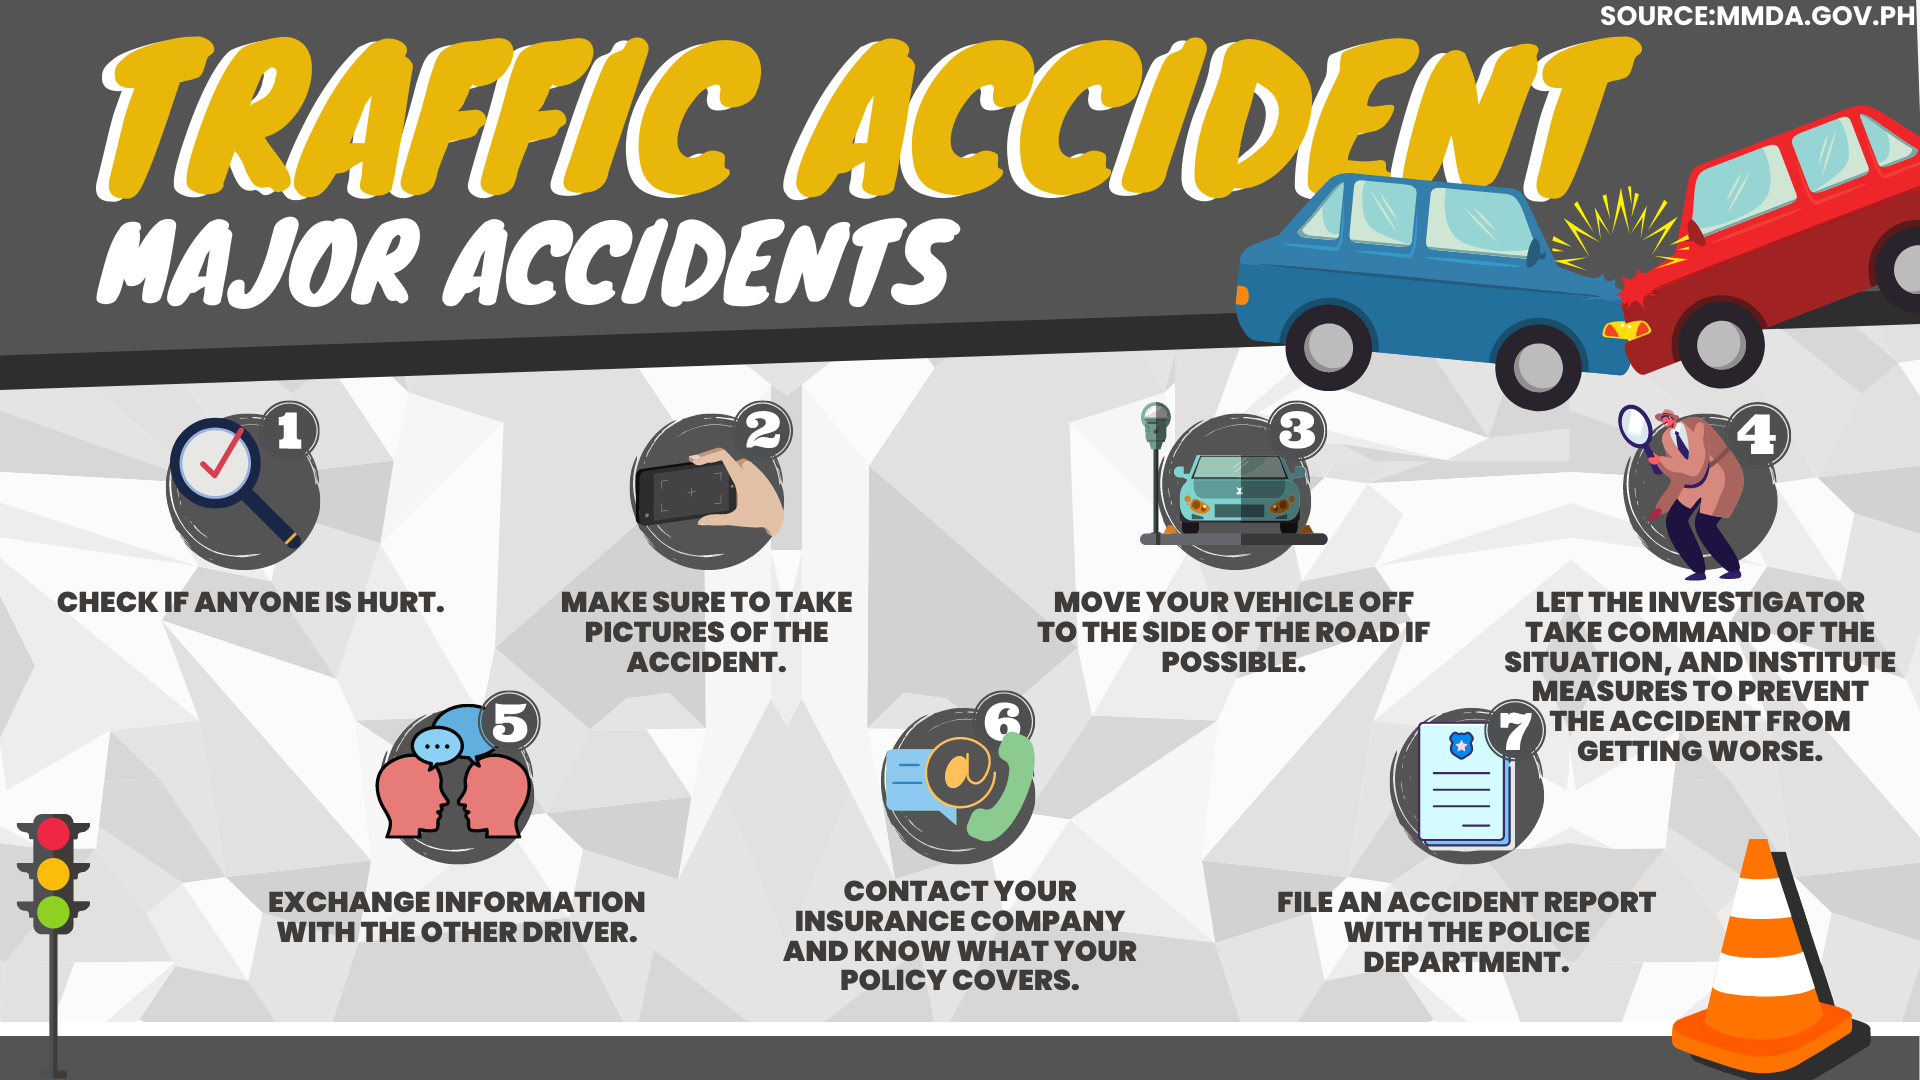 SOURCE:MMDA.GOV.PH
TRAFFIC ACCIDENT
MAJOR ACCIDENTS
1
CHECK IF ANYONE IS HURT.
2
MAKE SURE TO TAKE
PICTURES OF THE
ACCIDENT.
3
MOVE YOUR VEHICLE OFF
TO THE SIDE OF THE ROAD IF
POSSIBLE.
4
LET THE INVESTIGATOR
TAKE COMMAND OF THE
SITUATION, AND INSTITUTE
MEASURES TO PREVENT
THE ACCIDENT FROM
GETTING WORSE.
5
EXCHANGE INFORMATION
WITH THE OTHER DRIVER.
6
@
CONTACT YOUR
INSURANCE COMPANY
AND KNOW WHAT YOUR
POLICY COVERS.
7
FILE AN ACCIDENT REPORT
WITH THE POLICE
DEPARTMENT.